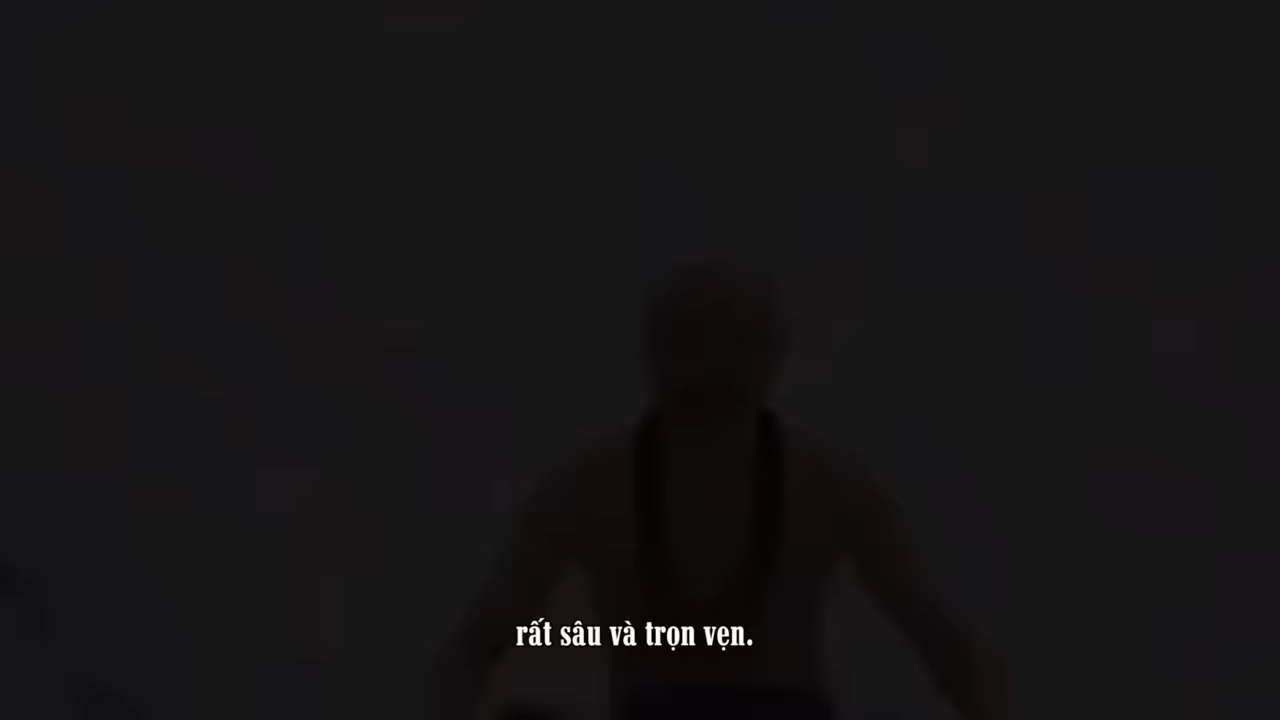 rất sâu và trọn vẹn.